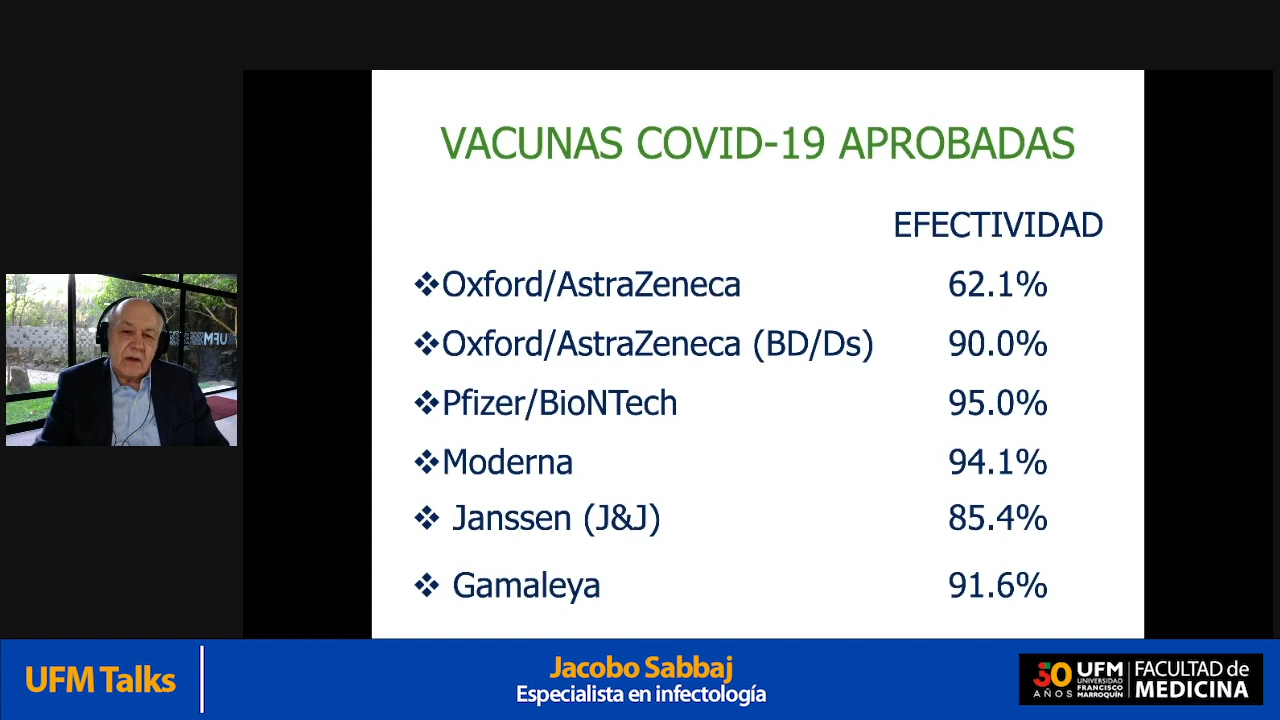 VACUNAS COVID-19 APROBADAS
EFECTIVIDAD
❖Oxford/AstraZeneca 62.1%
❖Oxford/AstraZeneca (BD/Ds) 90.0%
❖Pfizer/BioNTech 95.0%
❖Moderna 94.1%
❖ Janssen (J&J) 85.4%
❖ Gamaleya 91.6%
UFM
UFM Talks
Jacobo Sabbaj
Especialista en infectología
50 AÑOS
UFM
UNIVERSIDAD
FRANCISCO
MARROQUÍN
FACULTAD de
MEDICINA